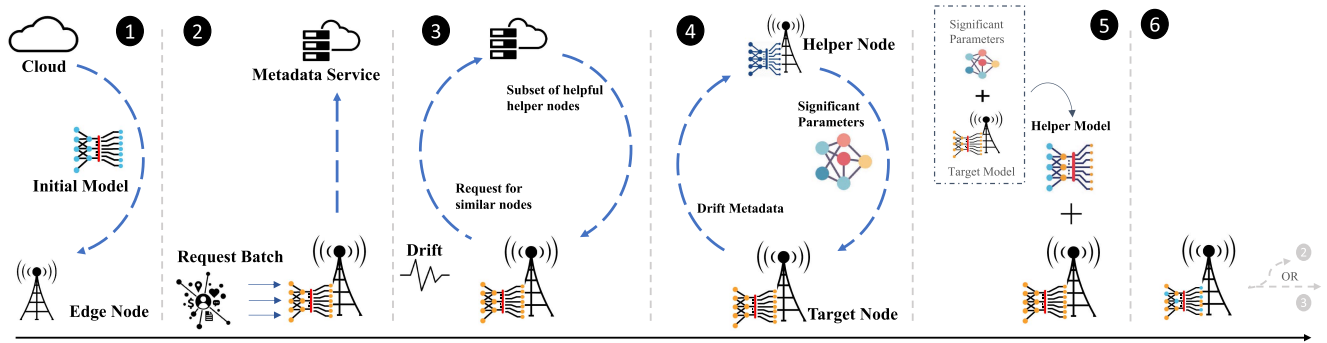 1
Cloud
Initial Model
Edge Node
2
Metadata Service
Request Batch
$
3
Subset of helpful
helper nodes
Request for
similar nodes
Drift
4
Helper Node
Significant
Parameters
Drift Metadata
Target Node
5
Significant
Parameters
+
Target Model
Helper Model
+
6
2
OR
3